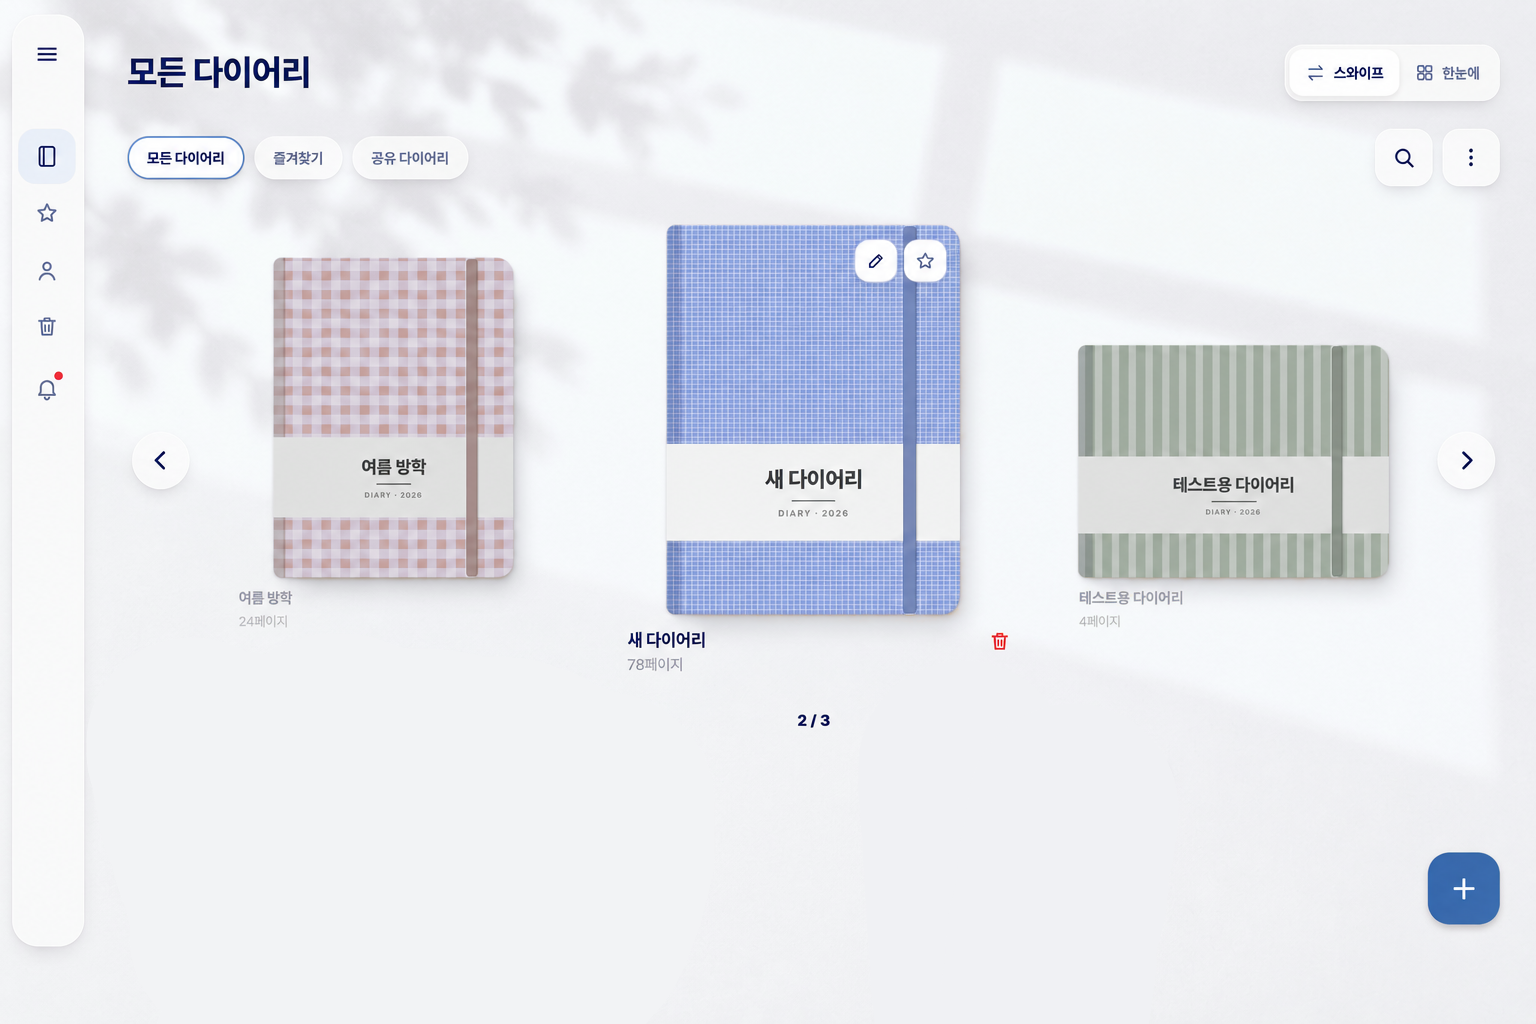 모든 다이어리
스와이프
한눈에
모든 다이어리
즐겨찾기
공유 다이어리
여름 방학
DIARY · 2026
새 다이어리
DIARY · 2026
테스트용 다이어리
DIARY · 2026
여름 방학
24페이지
새 다이어리
78페이지
테스트용 다이어리
4페이지
2 / 3